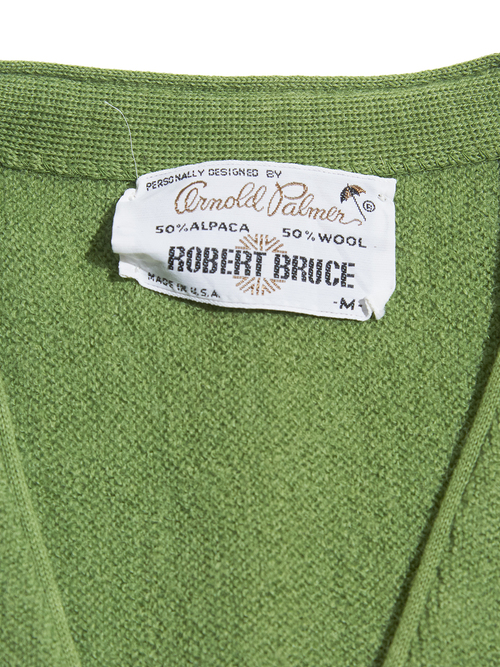 PERSONALLY DESIGNED BY
Arnold Palmer ®
50% ALPACA 50% WOOL
ROBERT BRUCE
MADE IN U.S.A.
-M-